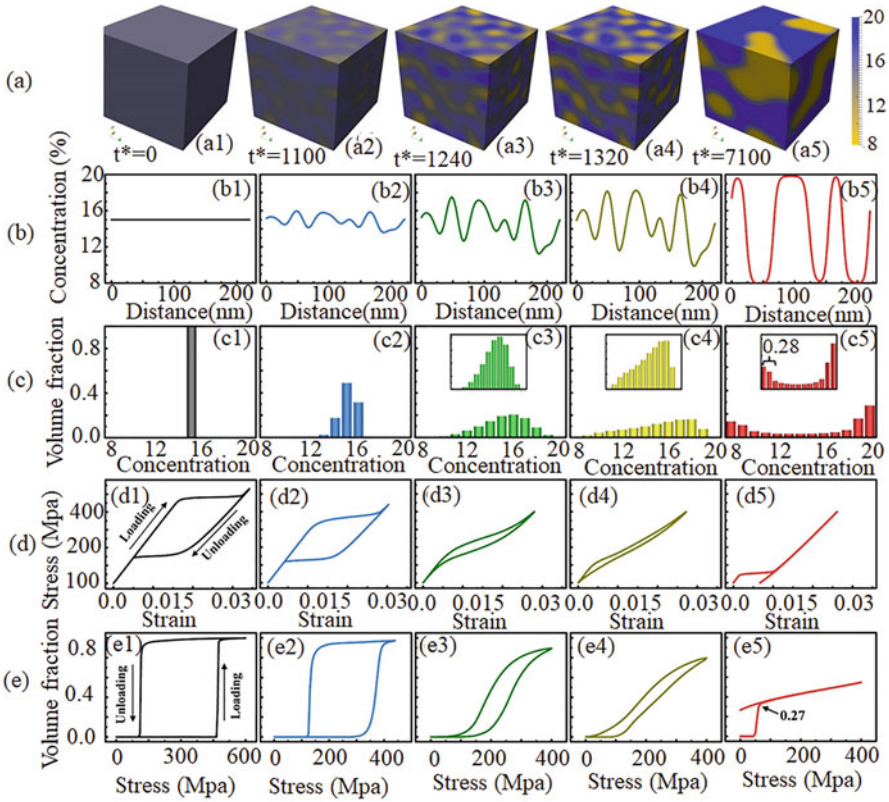 (a)
t*=0
(a1)
t*=1100
(a2)
t*=1240
(a3)
t*=1320
(a4)
t*=7100
(a5)
20
16
12
8
(b)
Concentration (%)
20
16
12
8
(b1)
(b2)
(b3)
(b4)
(b5)
0 100 200
0 100 200
0 100 200
0 100 200
0 100 200
Distance(nm)
Distance(nm)
Distance(nm)
Distance(nm)
Distance(nm)
(c)
Volume fraction
0.8
0.4
0.0
(c1)
(c2)
(c3)
(c4)
(c5)
0.28
8 12 16 20
8 12 16 20
8 12 16 20
8 12 16 20
8 12 16 20
Concentration
Concentration
Concentration
Concentration
Concentration
(d)
Stress (Mpa)
400
200
100
(d1)
Loading
Unloading
(d2)
(d3)
(d4)
(d5)
0.0 0.015 0.03
0.0 0.015 0.03
0.0 0.015 0.03
0.0 0.015 0.03
0.0 0.015 0.03
Strain
Strain
Strain
Strain
Strain
(e)
Volume fraction
0.8
0.4
0.0
(e1)
Unloading
Loading
(e2)
(e3)
(e4)
(e5)
0.27
0 300 600
0 200 400
0 200 400
0 200 400
0 200 400
Stress (Mpa)
Stress (Mpa)
Stress (Mpa)
Stress (Mpa)
Stress (Mpa)